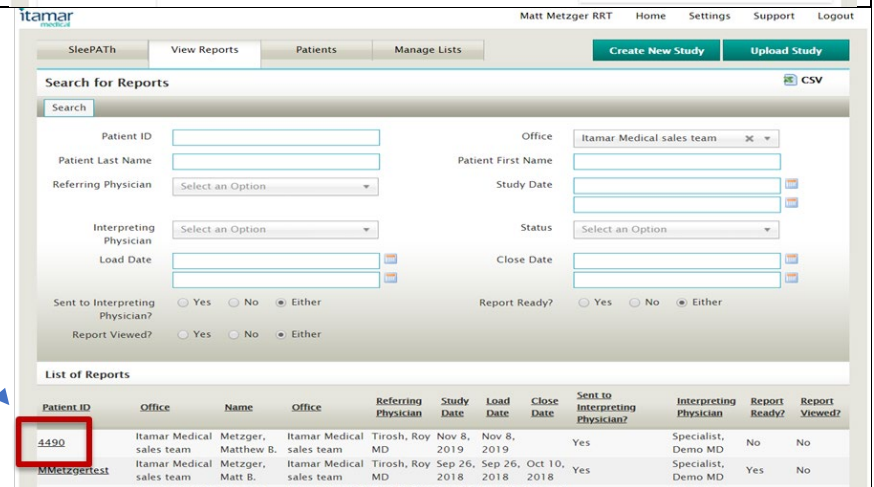 itamar
medical
Matt Metzger RRT Home Settings Support Logout
SleePATh View Reports Patients Manage Lists Create New Study Upload Study
Search for Reports CSV
Search
Patient ID Office Itamar Medical sales team
Patient Last Name Patient First Name
Referring Physician Select an Option Study Date
Interpreting Physician Select an Option Status Select an Option
Load Date Close Date
Sent to Interpreting Physician? Yes No Either Report Ready? Yes No Either
Report Viewed? Yes No Either
List of Reports
Patient ID Office Name Office Referring Physician Study Date Load Date Close Date Sent to Interpreting Physician? Interpreting Physician Report Ready? Report Viewed?
4490 Itamar Medical sales team Metzger, Matthew B. Itamar Medical sales team Tirosh, Roy MD Nov 8, 2019 Nov 8, 2019 Yes Specialist, Demo MD No No
MMetzgertest Itamar Medical sales team Metzger, Matt B. Itamar Medical sales team Tirosh, Roy MD Sep 26, 2018 Sep 26, 2018 Oct 10, 2018 Yes Specialist, Demo MD Yes No